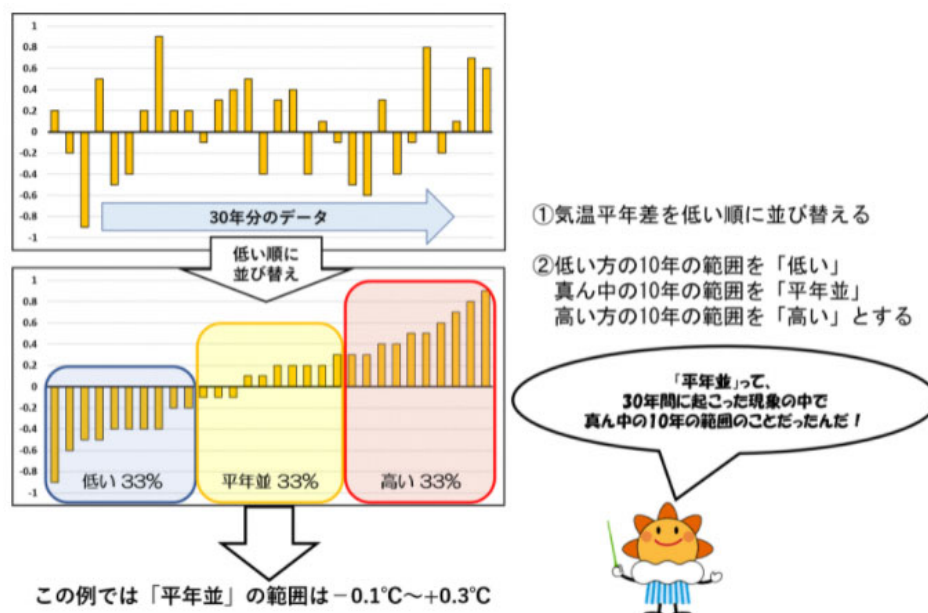 1
0.8
0.6
0.4
0.2
0
-0.2
-0.4
-0.6
-0.8
-1
30年分のデータ
低い順に
並び替え
1
0.8
0.6
0.4
0.2
0
-0.2
-0.4
-0.6
-0.8
-1
低い 33%
平年並 33%
高い 33%
この例では「平年並」の範囲は－0.1℃～+0.3℃
①気温平年差を低い順に並び替える
②低い方の10年の範囲を「低い」
真ん中の10年の範囲を「平年並」
高い方の10年の範囲を「高い」とする
「平年並」って、
30年間に起こった現象の中で
真ん中の10年の範囲のことだったんだ！